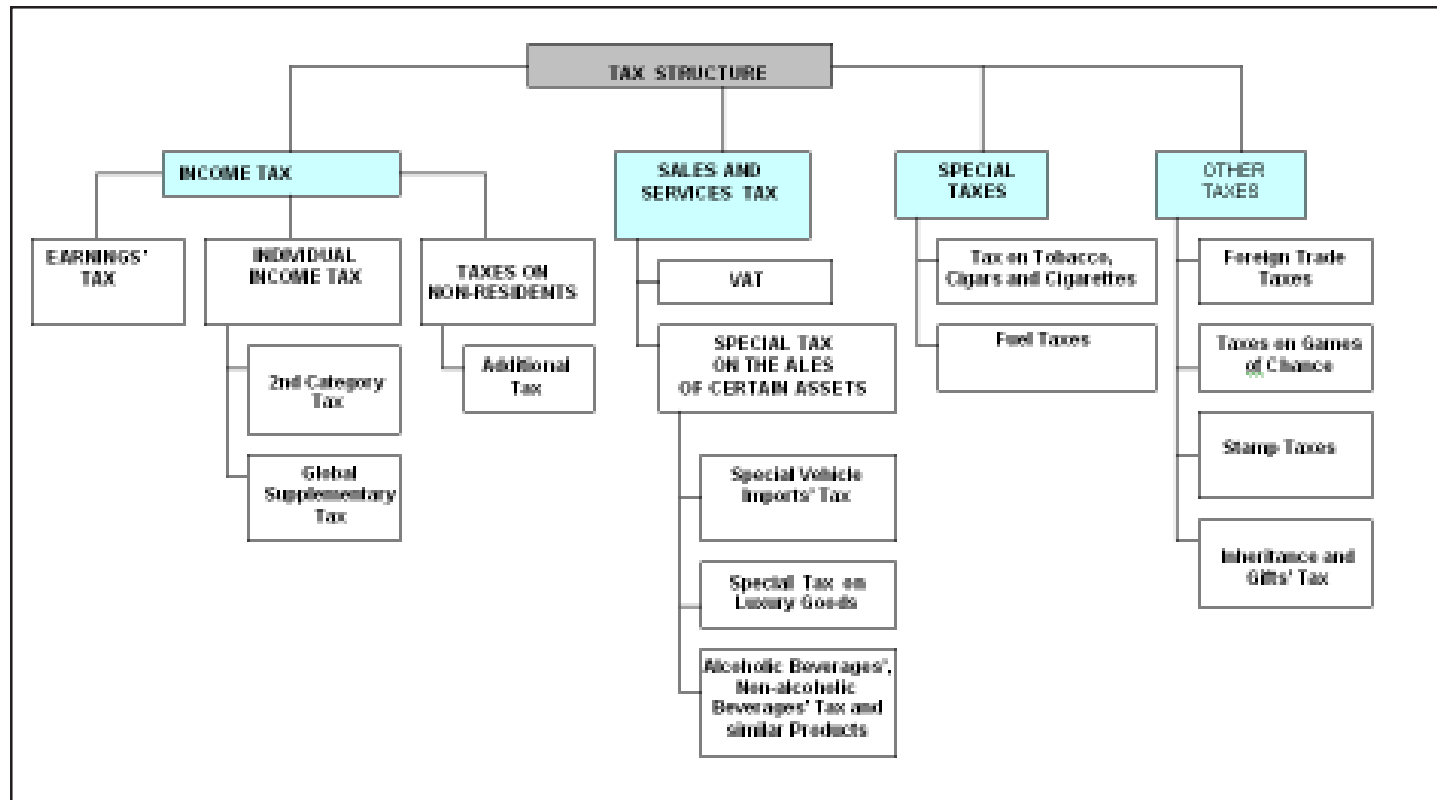 TAX STRUCTURE
INCOME TAX
EARNINGS'
TAX
INDIVIDUAL
INCOME TAX
2nd Category
Tax
Global
Supplementary
Tax
TAXES ON
NON-RESIDENTS
Additional
Tax
SALES AND
SERVICES TAX
VAT
SPECIAL TAX
ON THE ALES
OF CERTAIN ASSETS
Special Vehicle
Imports' Tax
Special Tax on
Luxury Goods
Alcoholic Beverages',
Non-alcoholic
Beverages' Tax and
similar Products
SPECIAL
TAXES
Tax on Tobacco,
Cigars and Cigarettes
Fuel Taxes
OTHER
TAXES
Foreign Trade
Taxes
Taxes on Games
of Chance
Stamp Taxes
Inheritance and
Gifts' Tax